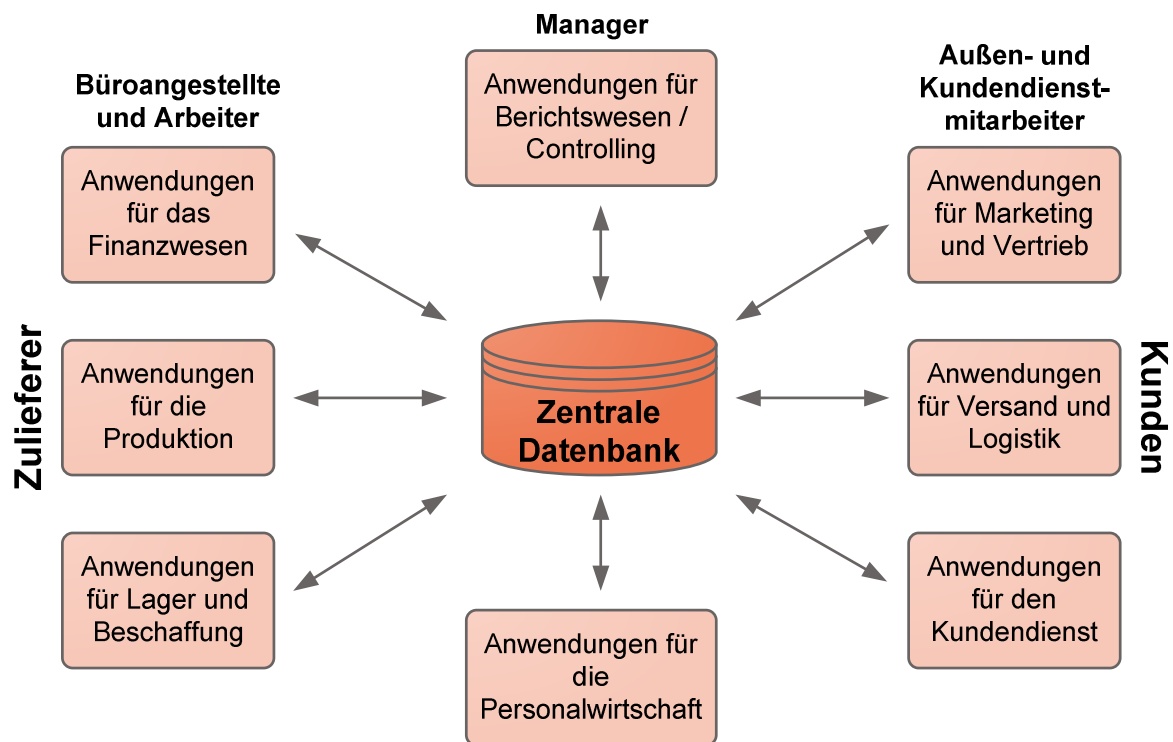 Manager
Anwendungen für
Berichtswesen /
Controlling
Büroangestellte
und Arbeiter
Anwendungen
für das
Finanzwesen
Außen- und
Kundendienst-
mitarbeiter
Anwendungen
für Marketing
und Vertrieb
Zulieferer
Anwendungen
für die
Produktion
Zentrale
Datenbank
Anwendungen
für Versand und
Logistik
Kunden
Anwendungen
für Lager und
Beschaffung
Anwendungen für
die
Personalwirtschaft
Anwendungen
für den
Kundendienst